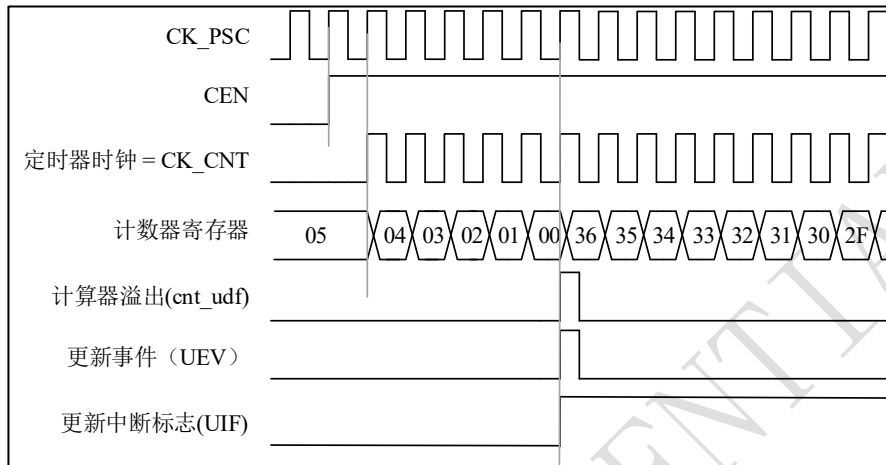 CK_PSC
CEN
定时器时钟 = CK_CNT
计数器寄存器 05 04 03 02 01 00 36 35 34 33 32 31 30 2F
计算器溢出(cnt_udf)
更新事件（UEV）
更新中断标志(UIF)
ENTIA